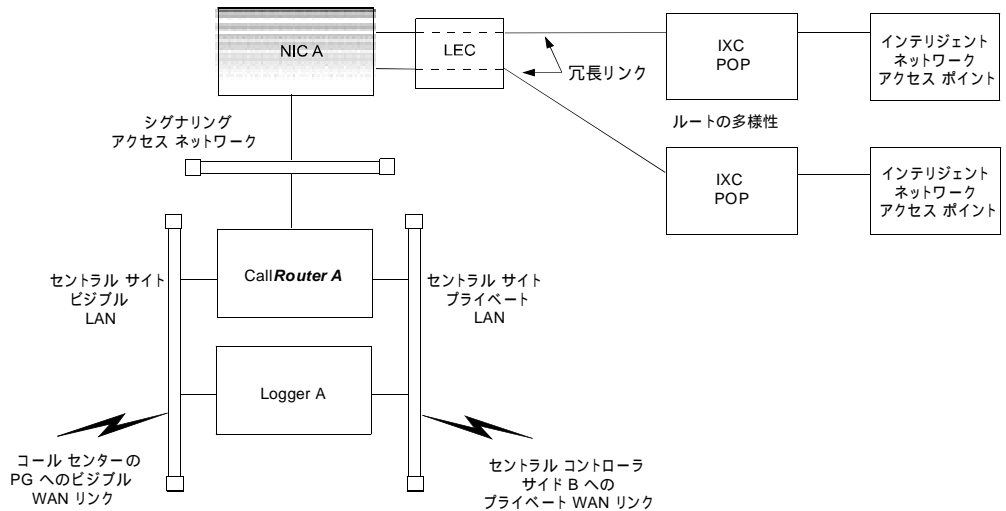 NIC A
LEC
冗長リンク
IXC
POP
インテリジェント
ネットワーク
アクセス ポイント
シグナリング
アクセス ネットワーク
ルートの多様性
IXC
POP
インテリジェント
ネットワーク
アクセス ポイント
セントラル サイト
ビジブル
LAN
CallRouter A
セントラル サイト
プライベート
LAN
Logger A
コール センターの
PG へのビジブル
WAN リンク
セントラル コントローラ
サイド B への
プライベート WAN リンク